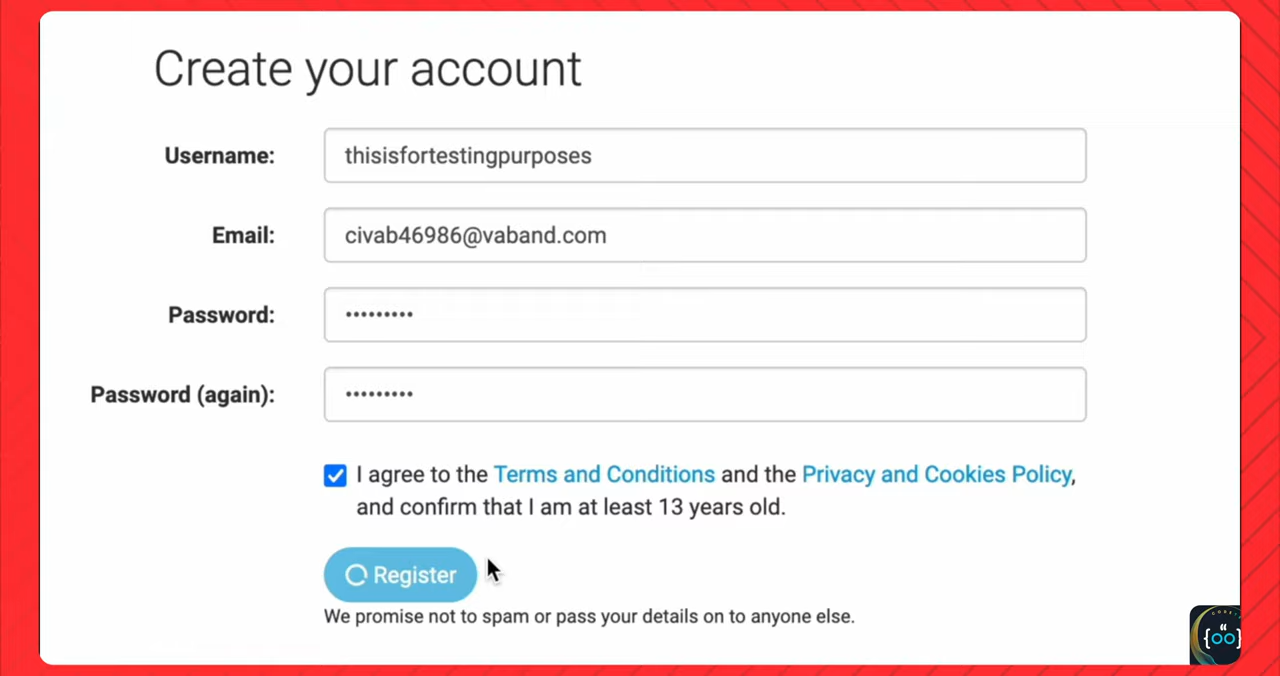 Create your account
Username: thisisfortestingpurposes
Email: civab46986@vaband.com
Password: •••••••••
Password (again): •••••••••
I agree to the Terms and Conditions and the Privacy and Cookies Policy,
and confirm that I am at least 13 years old.
Register
We promise not to spam or pass your details on to anyone else.